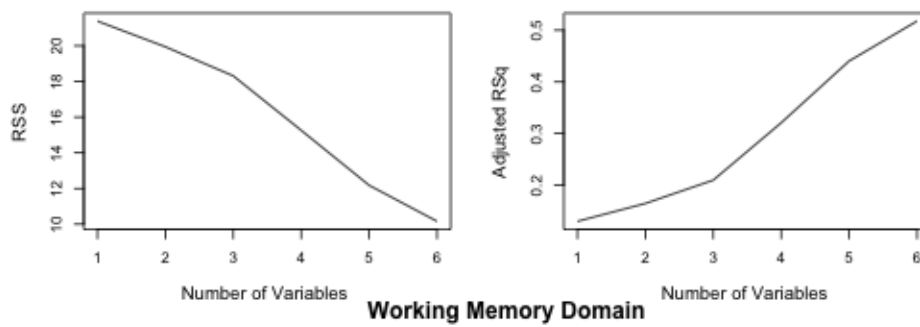 RSS
20
18
16
14
12
10
1 2 3 4 5 6
Number of Variables
Adjusted RSq
0.5
0.4
0.3
0.2
1 2 3 4 5 6
Number of Variables
Working Memory Domain